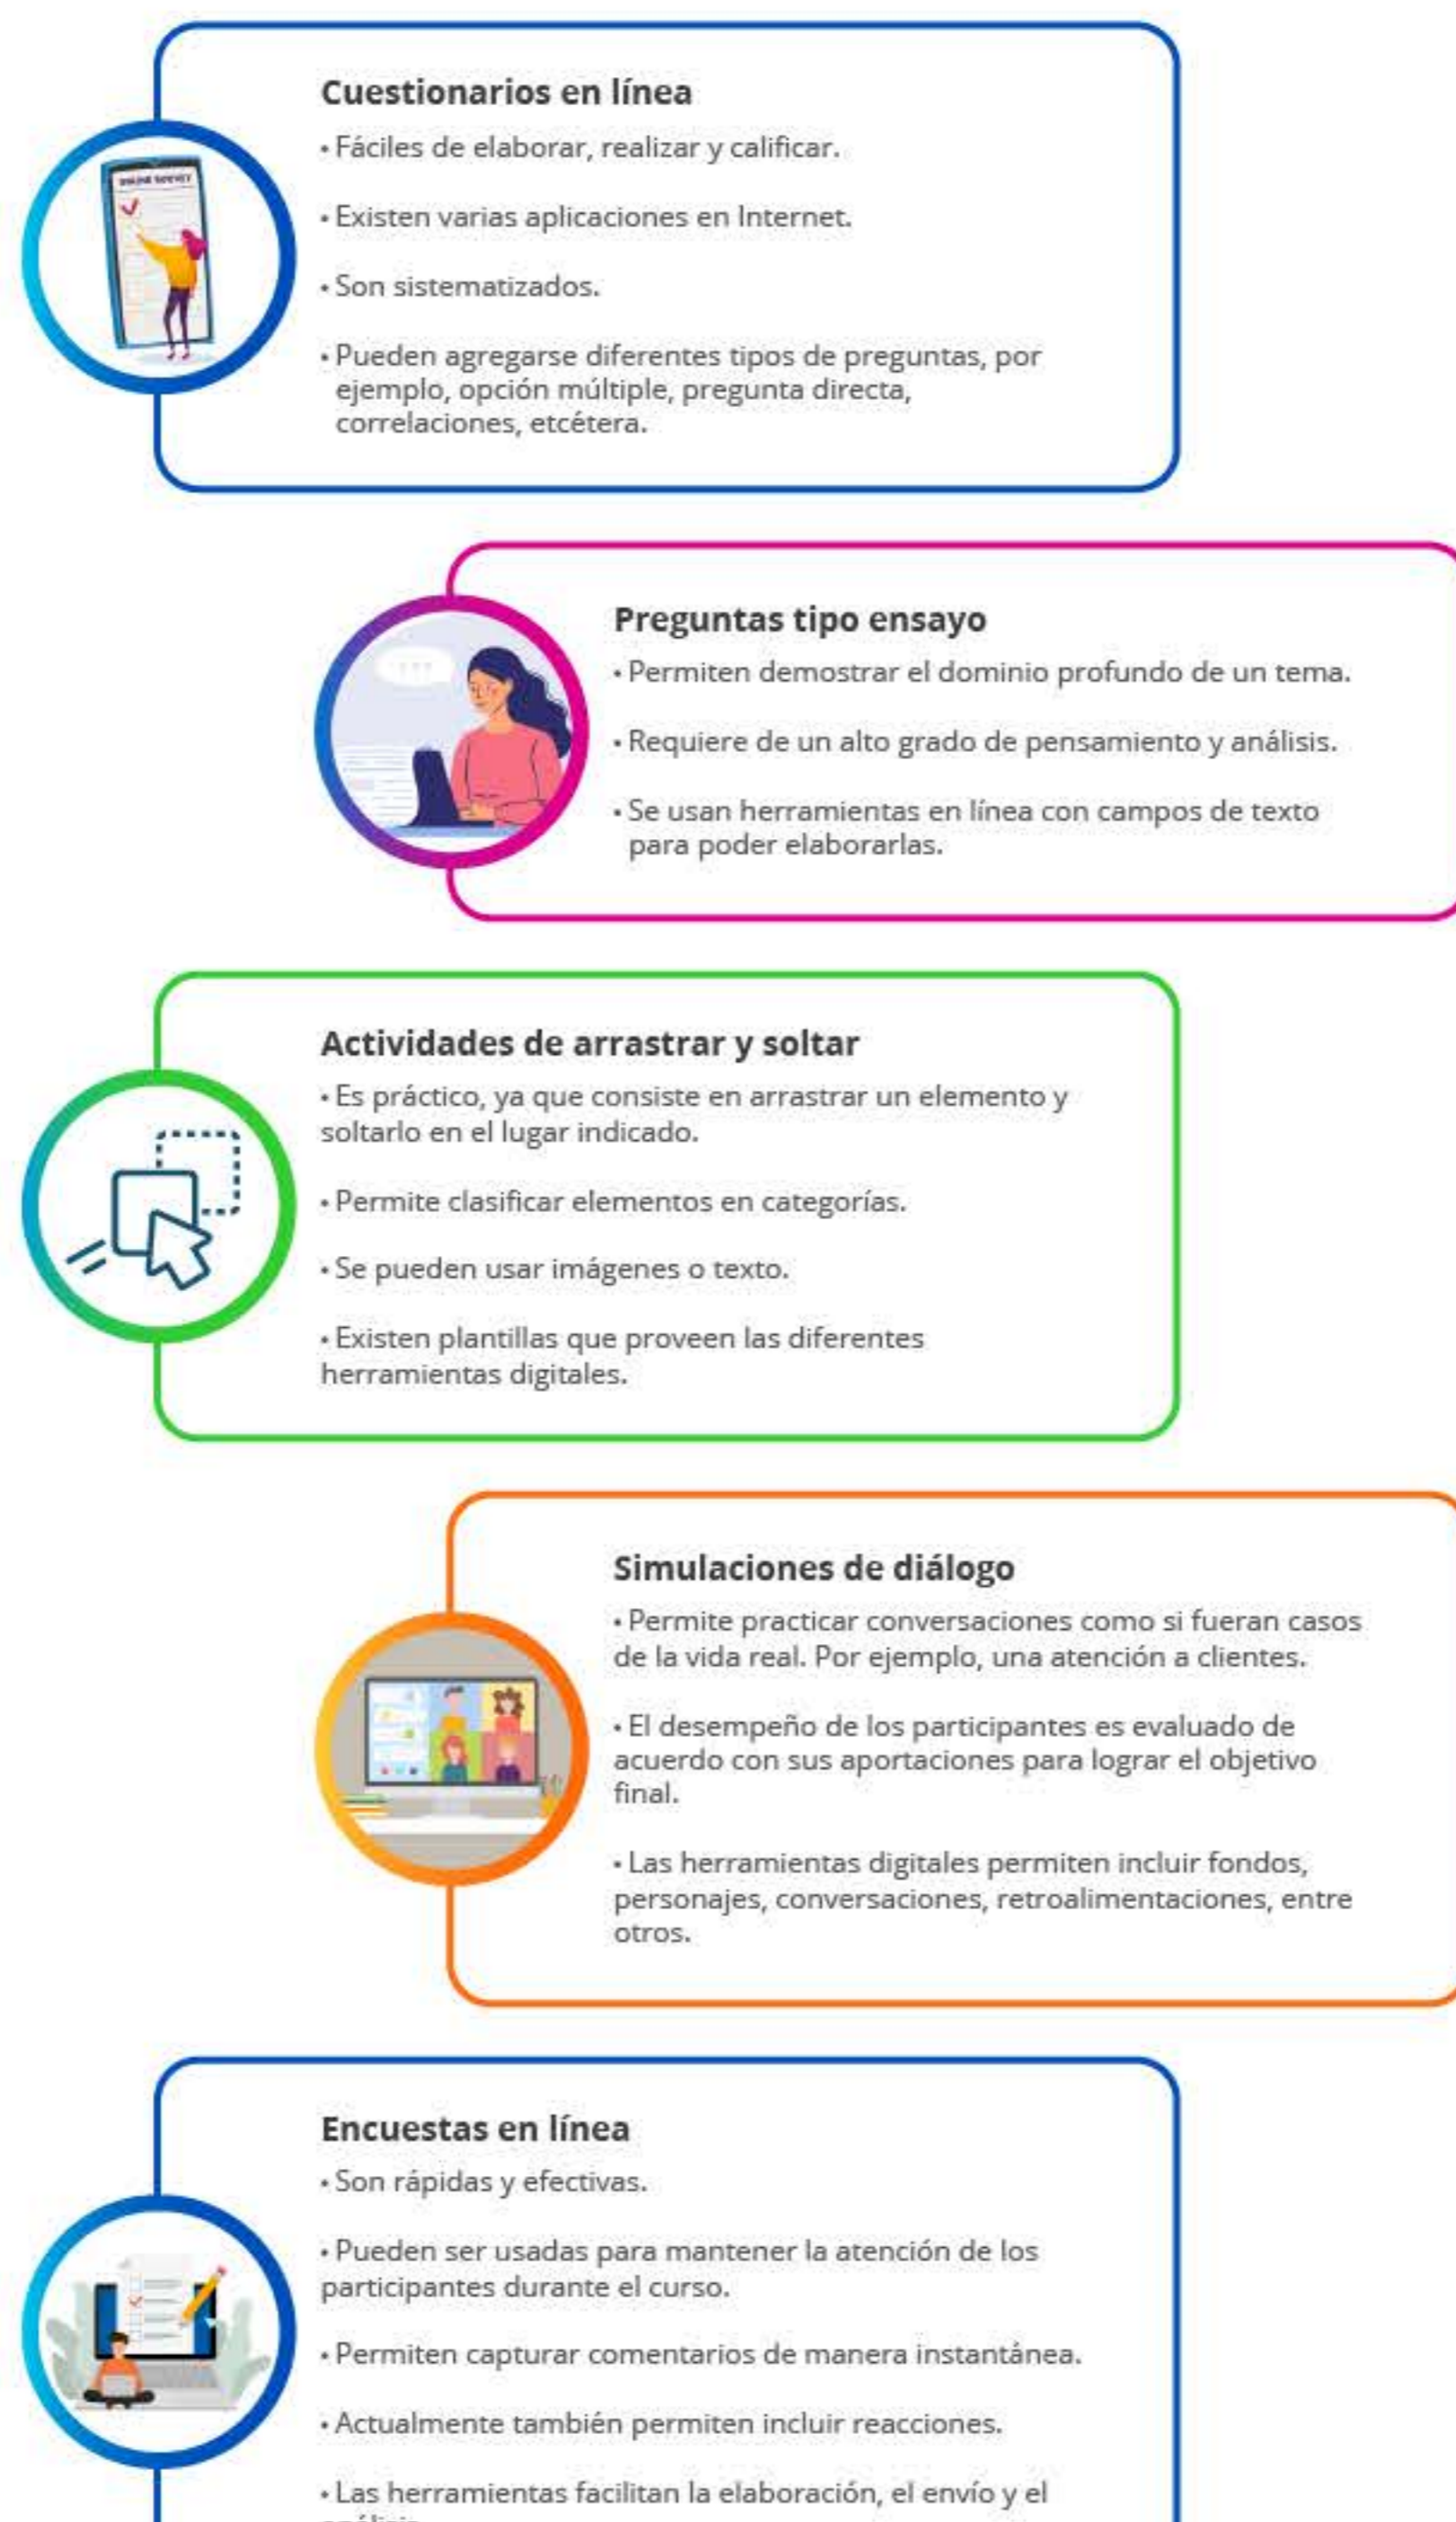 Cuestionarios en línea
• Fáciles de elaborar, realizar y calificar.
• Existen varias aplicaciones en Internet.
• Son sistematizados.
• Pueden agregarse diferentes tipos de preguntas, por
ejemplo, opción múltiple, pregunta directa,
correlaciones, etcétera.
ONLINE SURVEY
Preguntas tipo ensayo
• Permiten demostrar el dominio profundo de un tema.
• Requiere de un alto grado de pensamiento y análisis.
• Se usan herramientas en línea con campos de texto
para poder elaborarlas.
Actividades de arrastrar y soltar
• Es práctico, ya que consiste en arrastrar un elemento y
soltarlo en el lugar indicado.
• Permite clasificar elementos en categorías.
• Se pueden usar imágenes o texto.
• Existen plantillas que proveen las diferentes
herramientas digitales.
Simulaciones de diálogo
• Permite practicar conversaciones como si fueran casos
de la vida real. Por ejemplo, una atención a clientes.
• El desempeño de los participantes es evaluado de
acuerdo con sus aportaciones para lograr el objetivo
final.
• Las herramientas digitales permiten incluir fondos,
personajes, conversaciones, retroalimentaciones, entre
otros.
Encuestas en línea
• Son rápidas y efectivas.
• Pueden ser usadas para mantener la atención de los
participantes durante el curso.
• Permiten capturar comentarios de manera instantánea.
• Actualmente también permiten incluir reacciones.
• Las herramientas facilitan la elaboración, el envío y el